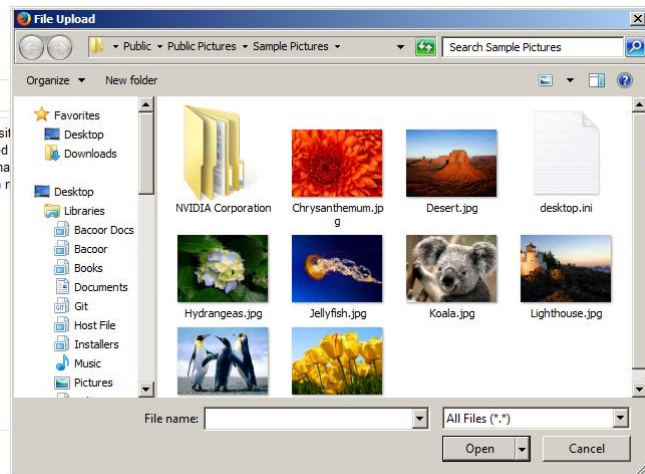 File Upload
Public Public Pictures Sample Pictures
Search Sample Pictures
Organize New folder
Favorites
Desktop
Downloads
Desktop
Libraries
Bacoor Docs
Bacoor
Books
Documents
Git
Host File
Installers
Music
Pictures
NVIDIA Corporation
Chrysanthemum.jp
g
Desert.jpg
desktop.ini
Hydrangeas.jpg
Jellyfish.jpg
Koala.jpg
Lighthouse.jpg
File name:
All Files (*.*)
Open
Cancel